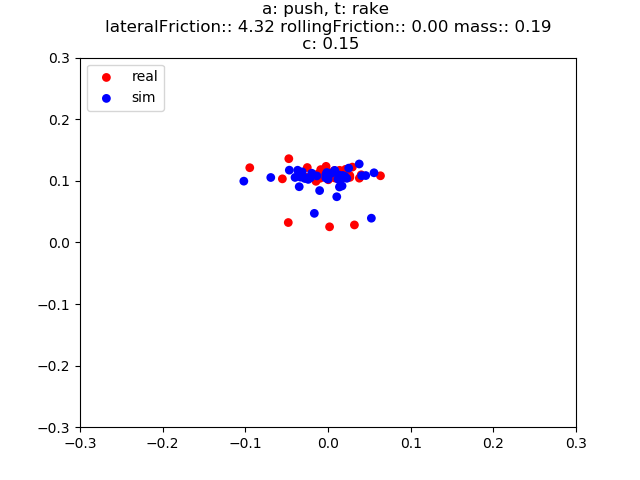 a: push, t: rake
lateralFriction:: 4.32 rollingFriction:: 0.00 mass:: 0.19
c: 0.15
real
sim
0.3
0.2
0.1
0.0
−0.1
−0.2
−0.3
−0.3 −0.2 −0.1 0.0 0.1 0.2 0.3